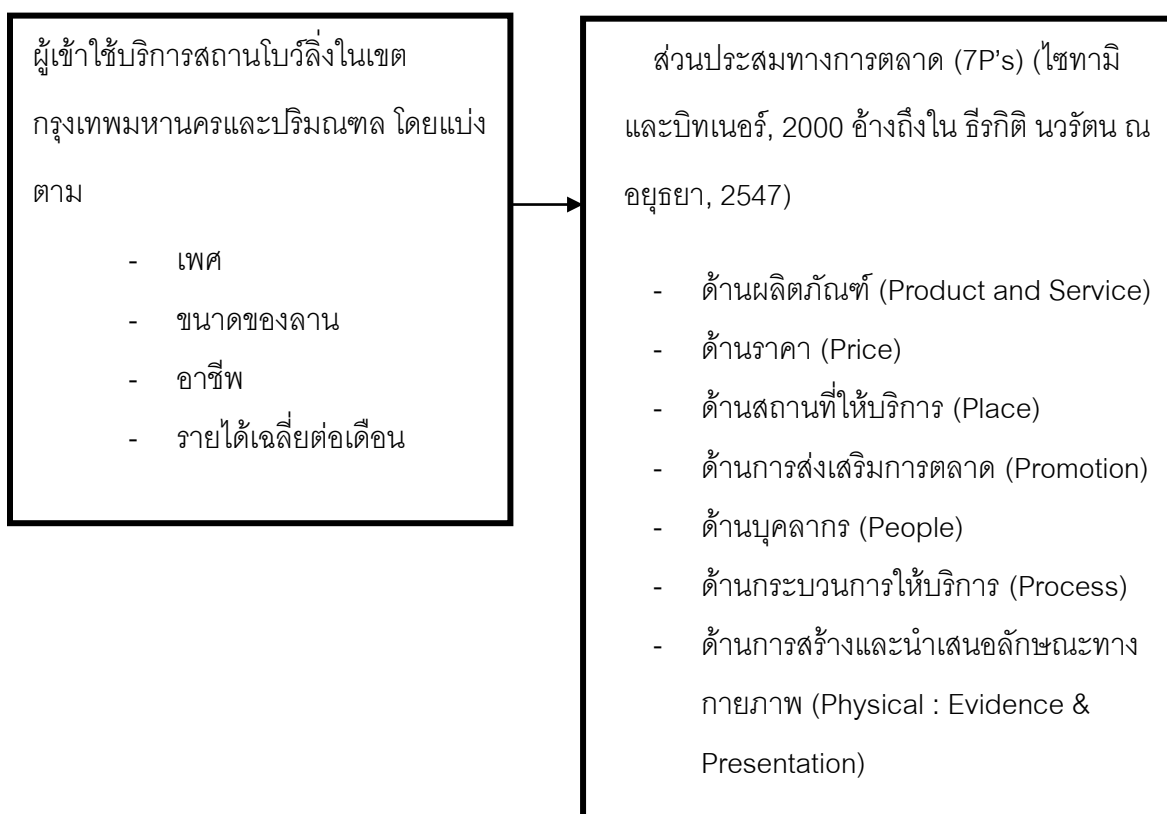 ผู้เข้าใช้บริการสถานโบว์ลิ่งในเขต
กรุงเทพมหานครและปริมณฑล โดยแบ่ง
ตาม
- เพศ
- ขนาดของลาน
- อาชีพ
- รายได้เฉลี่ยต่อเดือน
ส่วนประสมทางการตลาด (7P's) (ไซทามิ
และบิทเนอร์, 2000 อ้างถึงใน ธีรกิติ นวรัตน ณ
อยุธยา, 2547)
- ด้านผลิตภัณฑ์ (Product and Service)
- ด้านราคา (Price)
- ด้านสถานที่ให้บริการ (Place)
- ด้านการส่งเสริมการตลาด (Promotion)
- ด้านบุคลากร (People)
- ด้านกระบวนการให้บริการ (Process)
- ด้านการสร้างและนำเสนอลักษณะทาง
กายภาพ (Physical : Evidence &
Presentation)